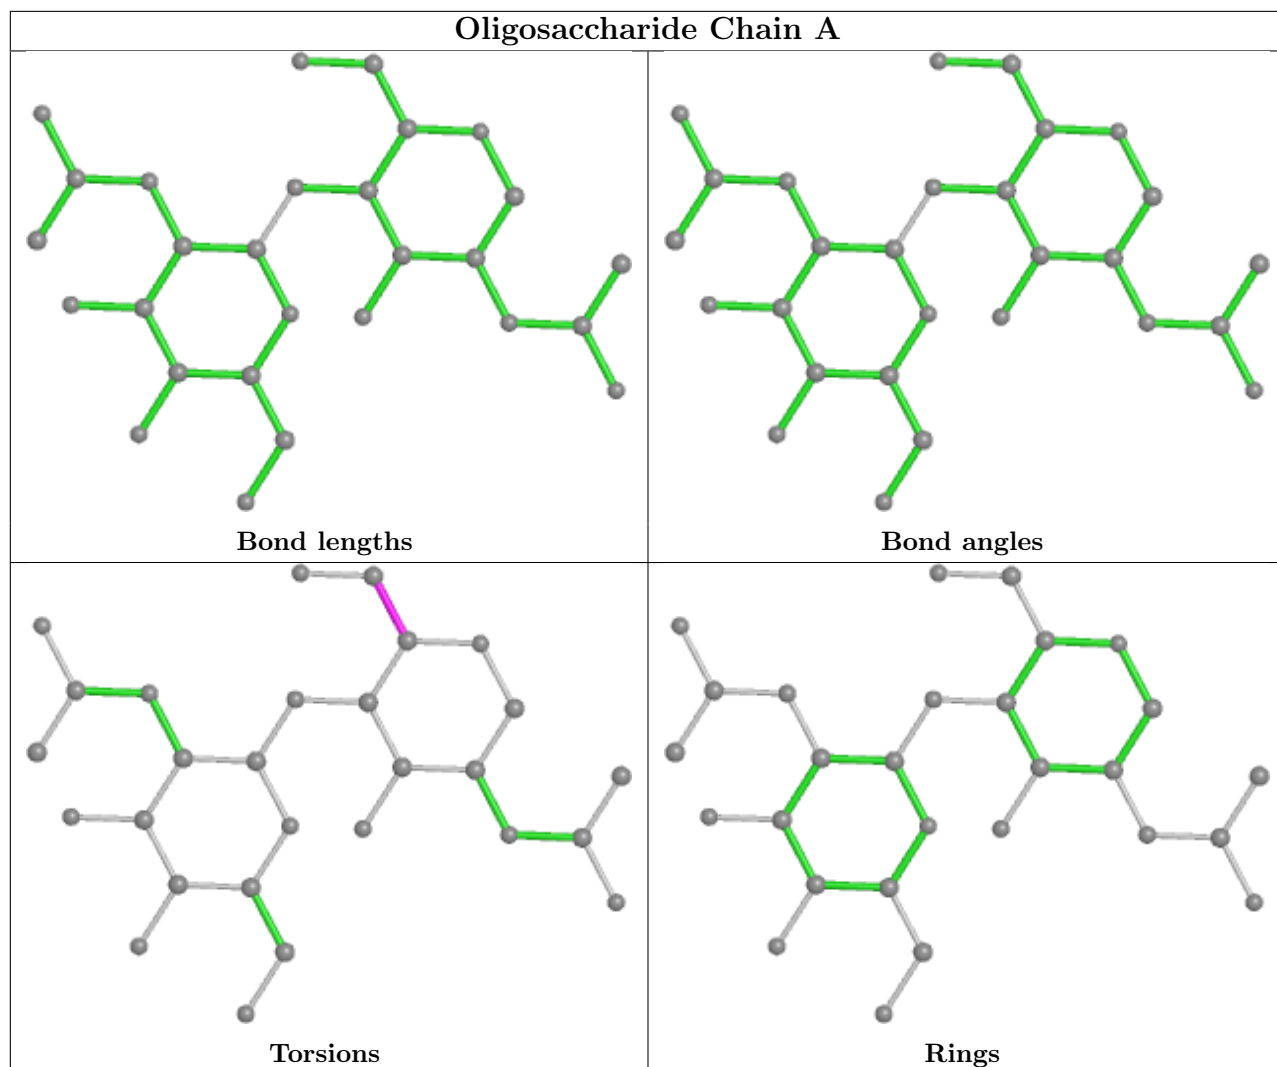 Oligosaccharide Chain A
Bond lengths
Bond angles
Torsions
Rings